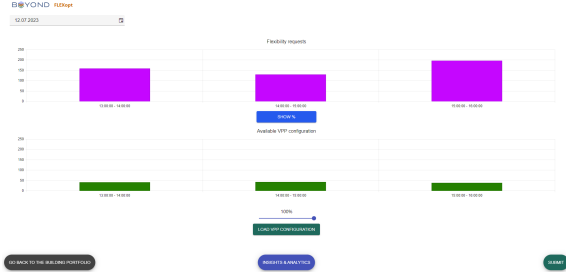 BEYOND FLEXopt
12.07.2023
Flexibility requests
250
200
150
100
50
0
13:00:00 - 14:00:00
14:00:00 - 15:00:00
15:00:00 - 16:00:00
SHOW %
Available VPP configuration
250
200
150
100
50
0
13:00:00 - 14:00:00
14:00:00 - 15:00:00
15:00:00 - 16:00:00
100%
LOAD VPP CONFIGURATION
GO BACK TO THE BUILDING PORTFOLIO
INSIGHTS & ANALYTICS
SUBMIT